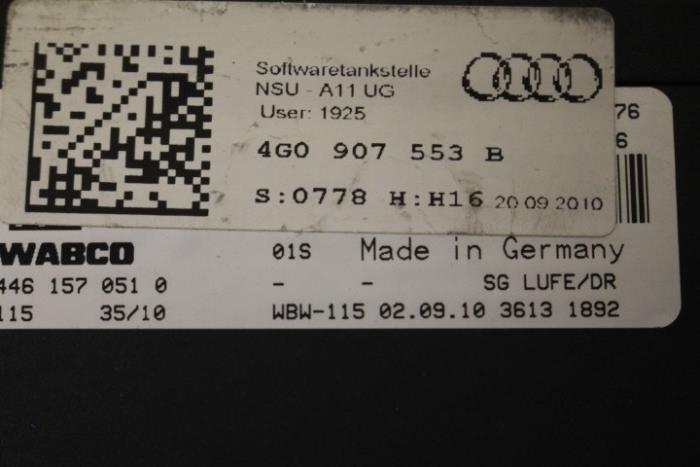 Softwaretankstelle
NSU - A11 UG
User: 1925
4G0 907 553 B
S:0778 H:H16 20.09.2010
76
6
WABCO 01S Made in Germany
446 157 051 0 - - SG LUFE/DR
115 35/10 WBW-115 02.09.10 3613 1892